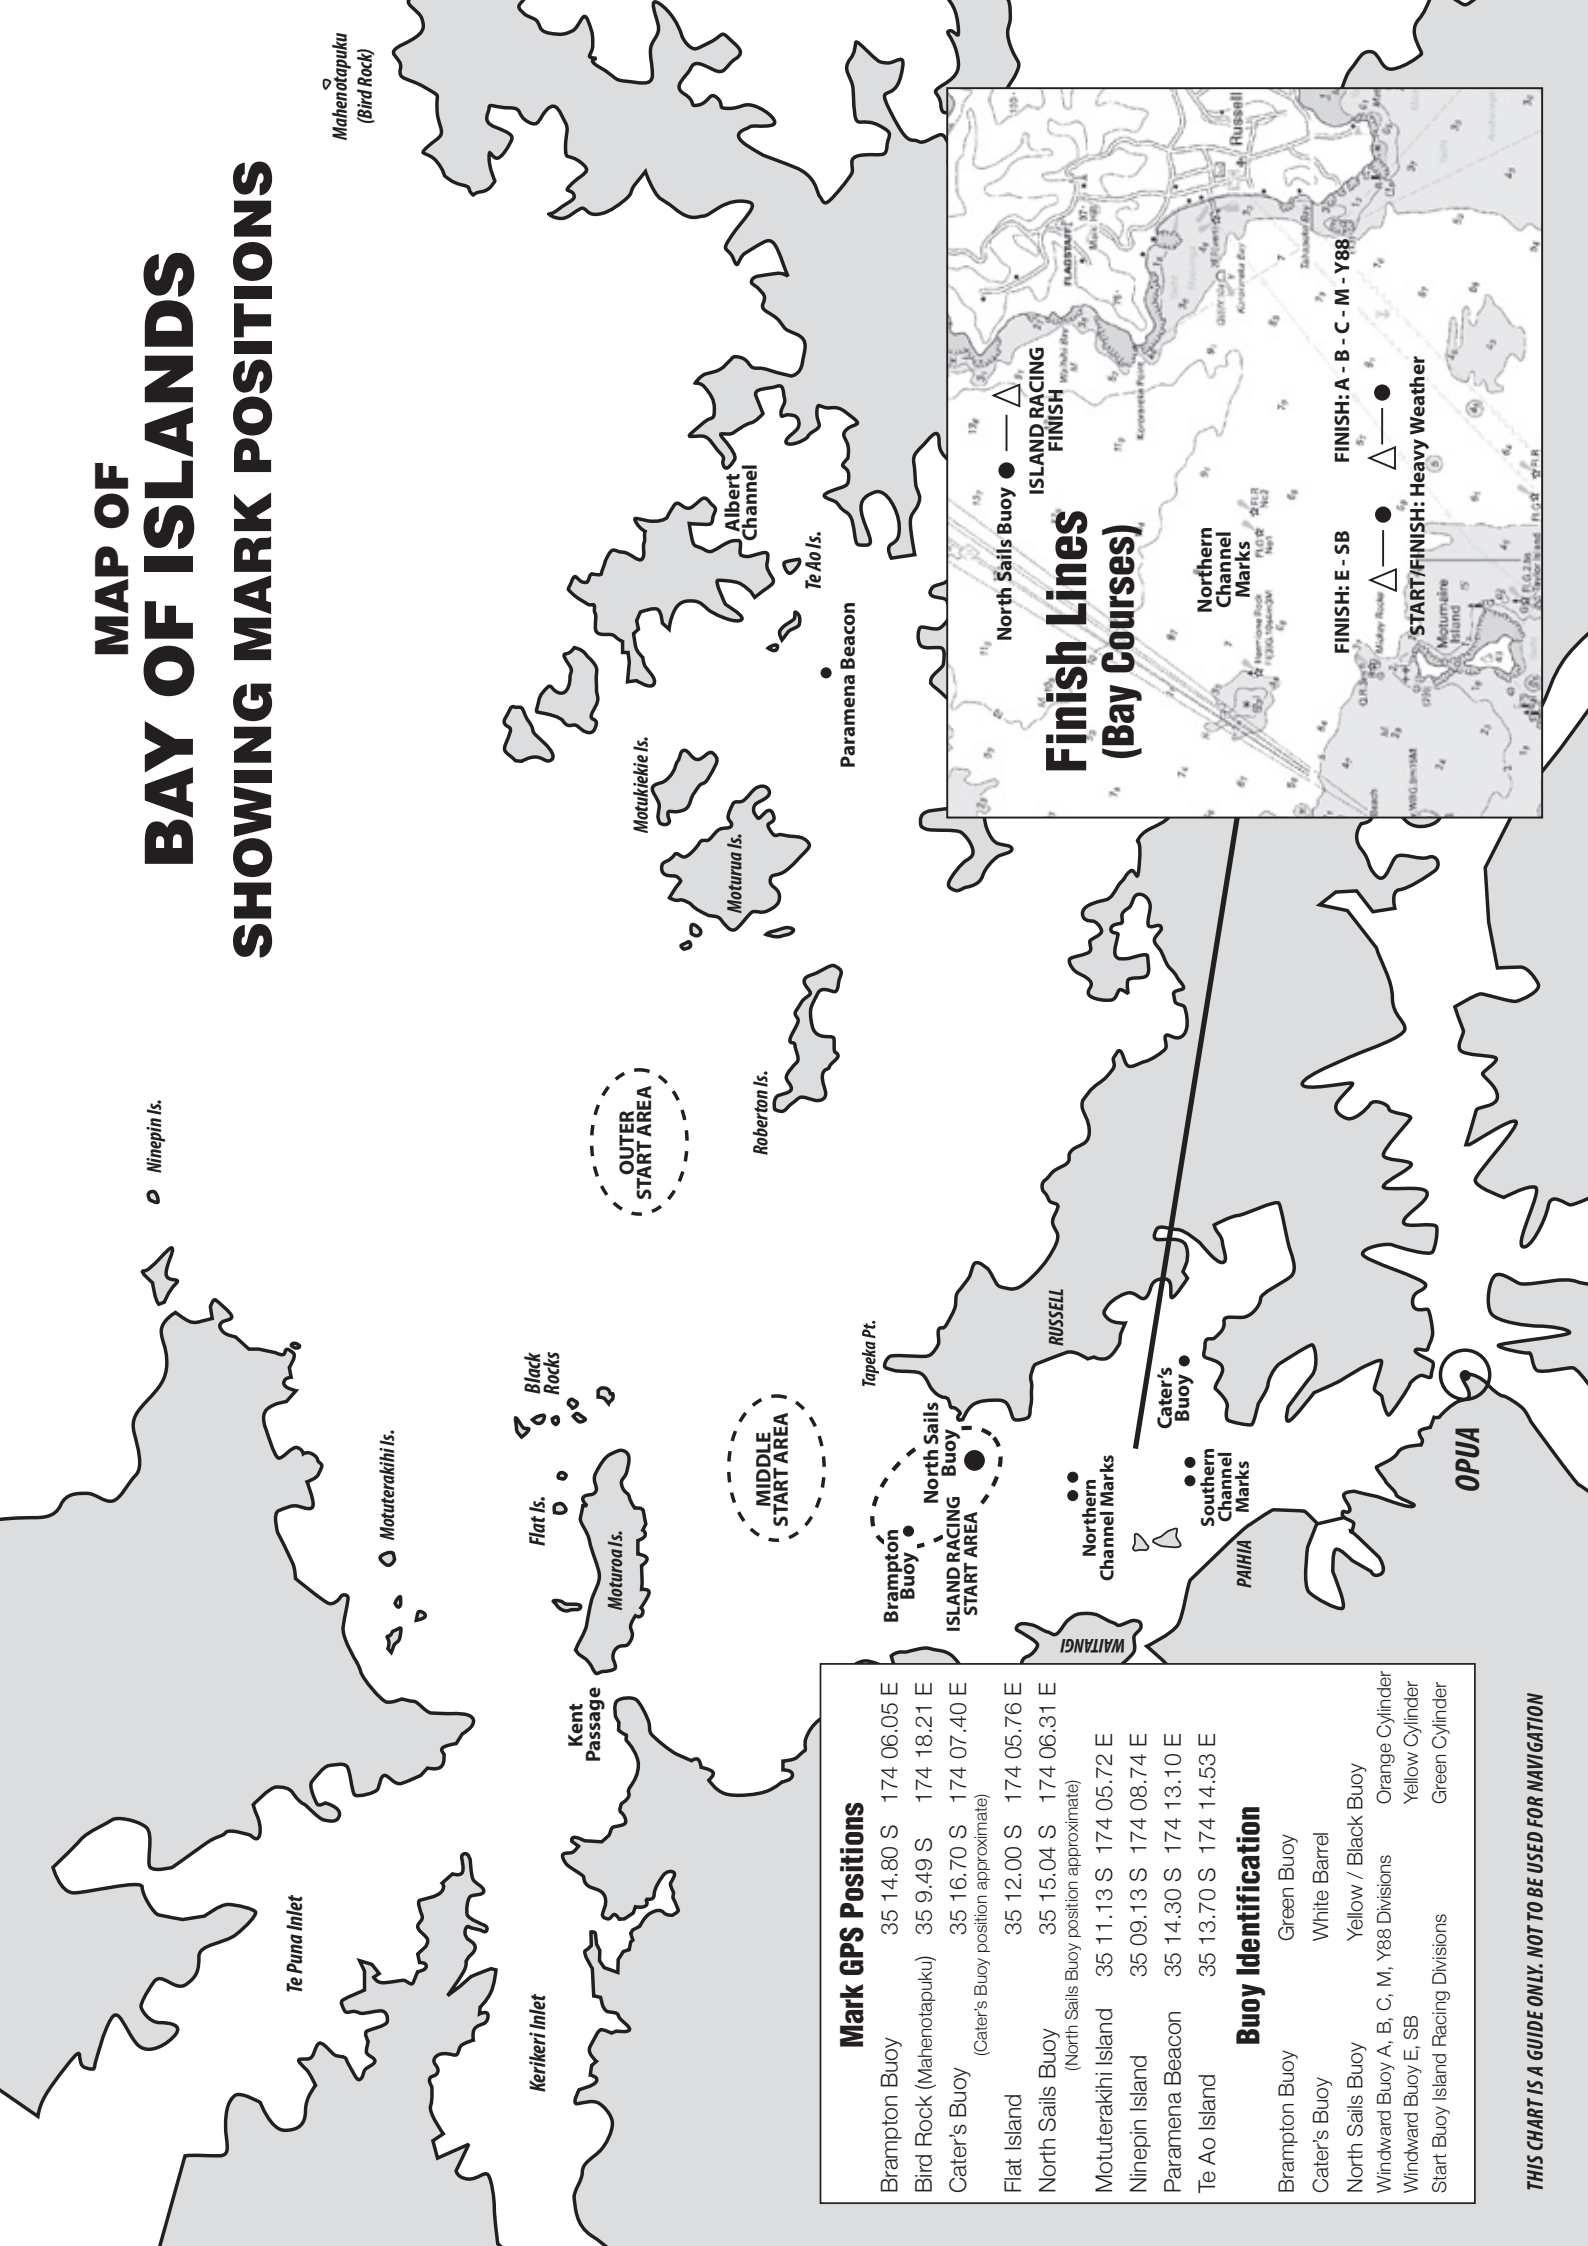 MAP OF
BAY OF ISLANDS
SHOWING MARK POSITIONS
Mahenotapuku
(Bird Rock)
Ninepin Is.
Moturerakihi Is.
Te Puna Inlet
Kerikeri Inlet
Kent
Passage
Flat Is.
Black
Rocks
Moturoa Is.
OUTER
START AREA
MIDDLE
START AREA
Roberton Is.
Motukiekie Is.
Moturua Is.
Albert
Channel
Te Ao Is.
Paramena Beacon
Tapeka Pt.
Brampton
Buoy
North Sails
Buoy
ISLAND RACING
START AREA
RUSSELL
WAITANGI
Northern
Channel Marks
Cater's
Buoy
Southern
Channel
Marks
PAIHIA
OPUA
North Sails Buoy
ISLAND RACING
FINISH
Finish Lines
(Bay Courses)
Northern
Channel
Marks
FINISH: E - SB
FINISH: A - B - C - M - Y88
START/FINISH: Heavy Weather
Russell
FLAGSTAFF
Motumaire
Island
Mark GPS Positions
Brampton Buoy 35 14.80 S 174 06.05 E
Bird Rock (Mahenotapuku) 35 9.49 S 174 18.21 E
Cater's Buoy 35 16.70 S 174 07.40 E
(Cater's Buoy position approximate)
Flat Island 35 12.00 S 174 05.76 E
North Sails Buoy 35 15.04 S 174 06.31 E
(North Sails Buoy position approximate)
Motuterakihi Island 35 11.13 S 174 05.72 E
Ninepin Island 35 09.13 S 174 08.74 E
Paramena Beacon 35 14.30 S 174 13.10 E
Te Ao Island 35 13.70 S 174 14.53 E
Buoy Identification
Brampton Buoy Green Buoy
Cater's Buoy White Barrel
North Sails Buoy Yellow / Black Buoy
Windward Buoy A, B, C, M, Y88 Divisions Orange Cylinder
Windward Buoy E, SB Yellow Cylinder
Start Buoy Island Racing Divisions Green Cylinder
THIS CHART IS A GUIDE ONLY. NOT TO BE USED FOR NAVIGATION